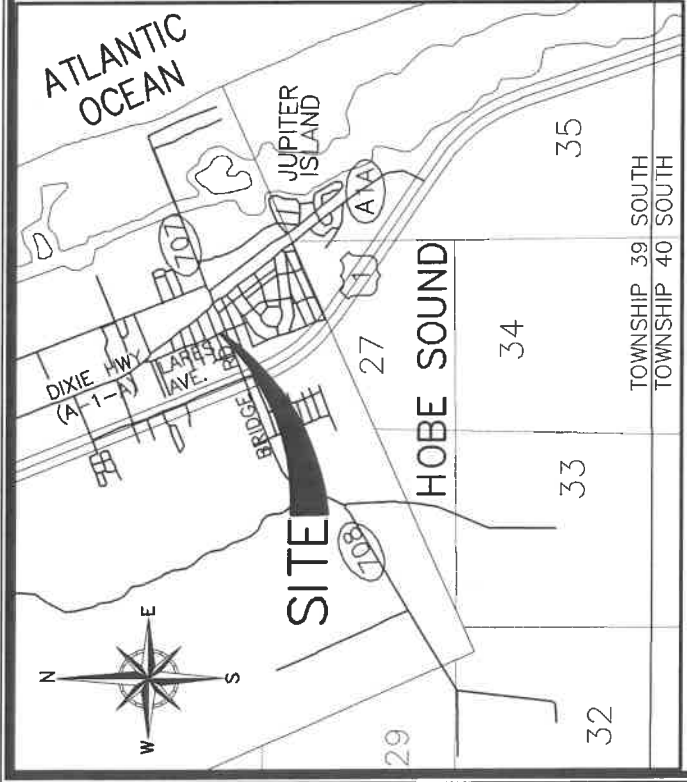 ATLANTIC
OCEAN
JUPITER
ISLAND
707
A1A
1
DIXIE HWY
(A-1-A)
LARES
AVE.
BRIDGE RD
SITE
708
HOBE SOUND
N
E
S
W
27
29
32
33
34
35
TOWNSHIP 39 SOUTH
TOWNSHIP 40 SOUTH